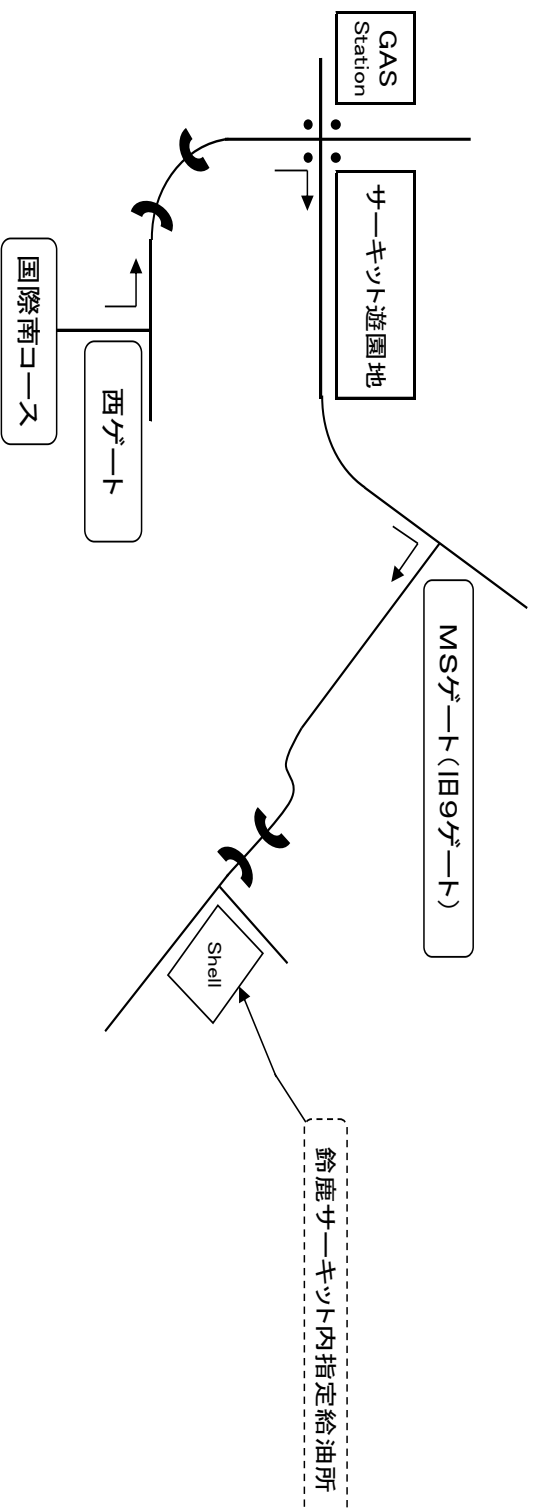 GAS
Station
サーキット遊園地
国際南コース
西ゲート
MSゲート(旧9ゲート)
Shell
鈴鹿サーキット内指定給油所